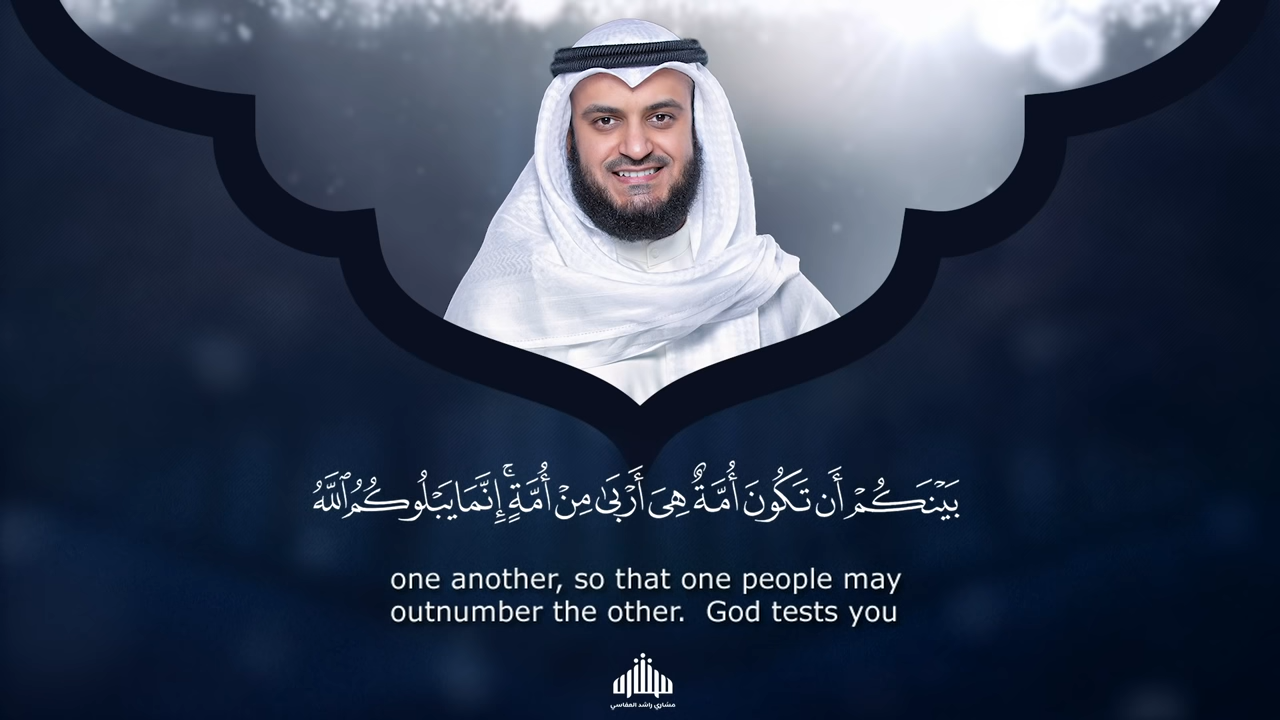 بَيْنَكُمْ أَن تَكُونَ أُمَّةٌ هِىَ أَرْبَىٰ مِنْ أُمَّةٍ ۚ إِنَّمَا يَبْلُوكُمُ ٱللَّهُ
one another, so that one people may
outnumber the other.  God tests you
مشاري راشد العفاسي